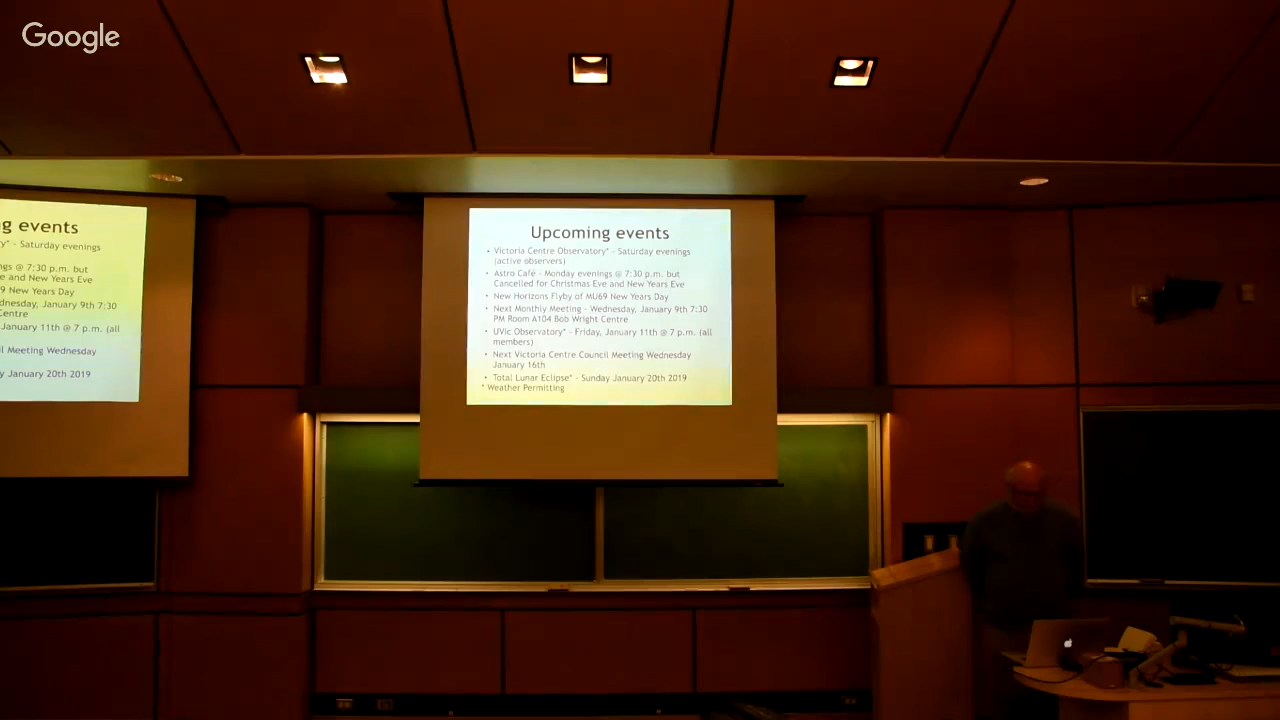 Google
Upcoming events
• Victoria Centre Observatory* - Saturday evenings
(active observers)
• Astro Café - Monday evenings @ 7:30 p.m. but
Cancelled for Christmas Eve and New Years Eve
• New Horizons Flyby of MU69 New Years Day
• Next Monthly Meeting - Wednesday, January 9th 7:30
PM Room A104 Bob Wright Centre
• UVic Observatory* - Friday, January 11th @ 7 p.m. (all
members)
• Next Victoria Centre Council Meeting Wednesday
January 16th
• Total Lunar Eclipse* - Sunday January 20th 2019
* Weather Permitting
g events
y* - Saturday evenings
ngs @ 7:30 p.m. but
e and New Years Eve
9 New Years Day
dnesday, January 9th 7:30
Centre
January 11th @ 7 p.m. (all
il Meeting Wednesday
y January 20th 2019